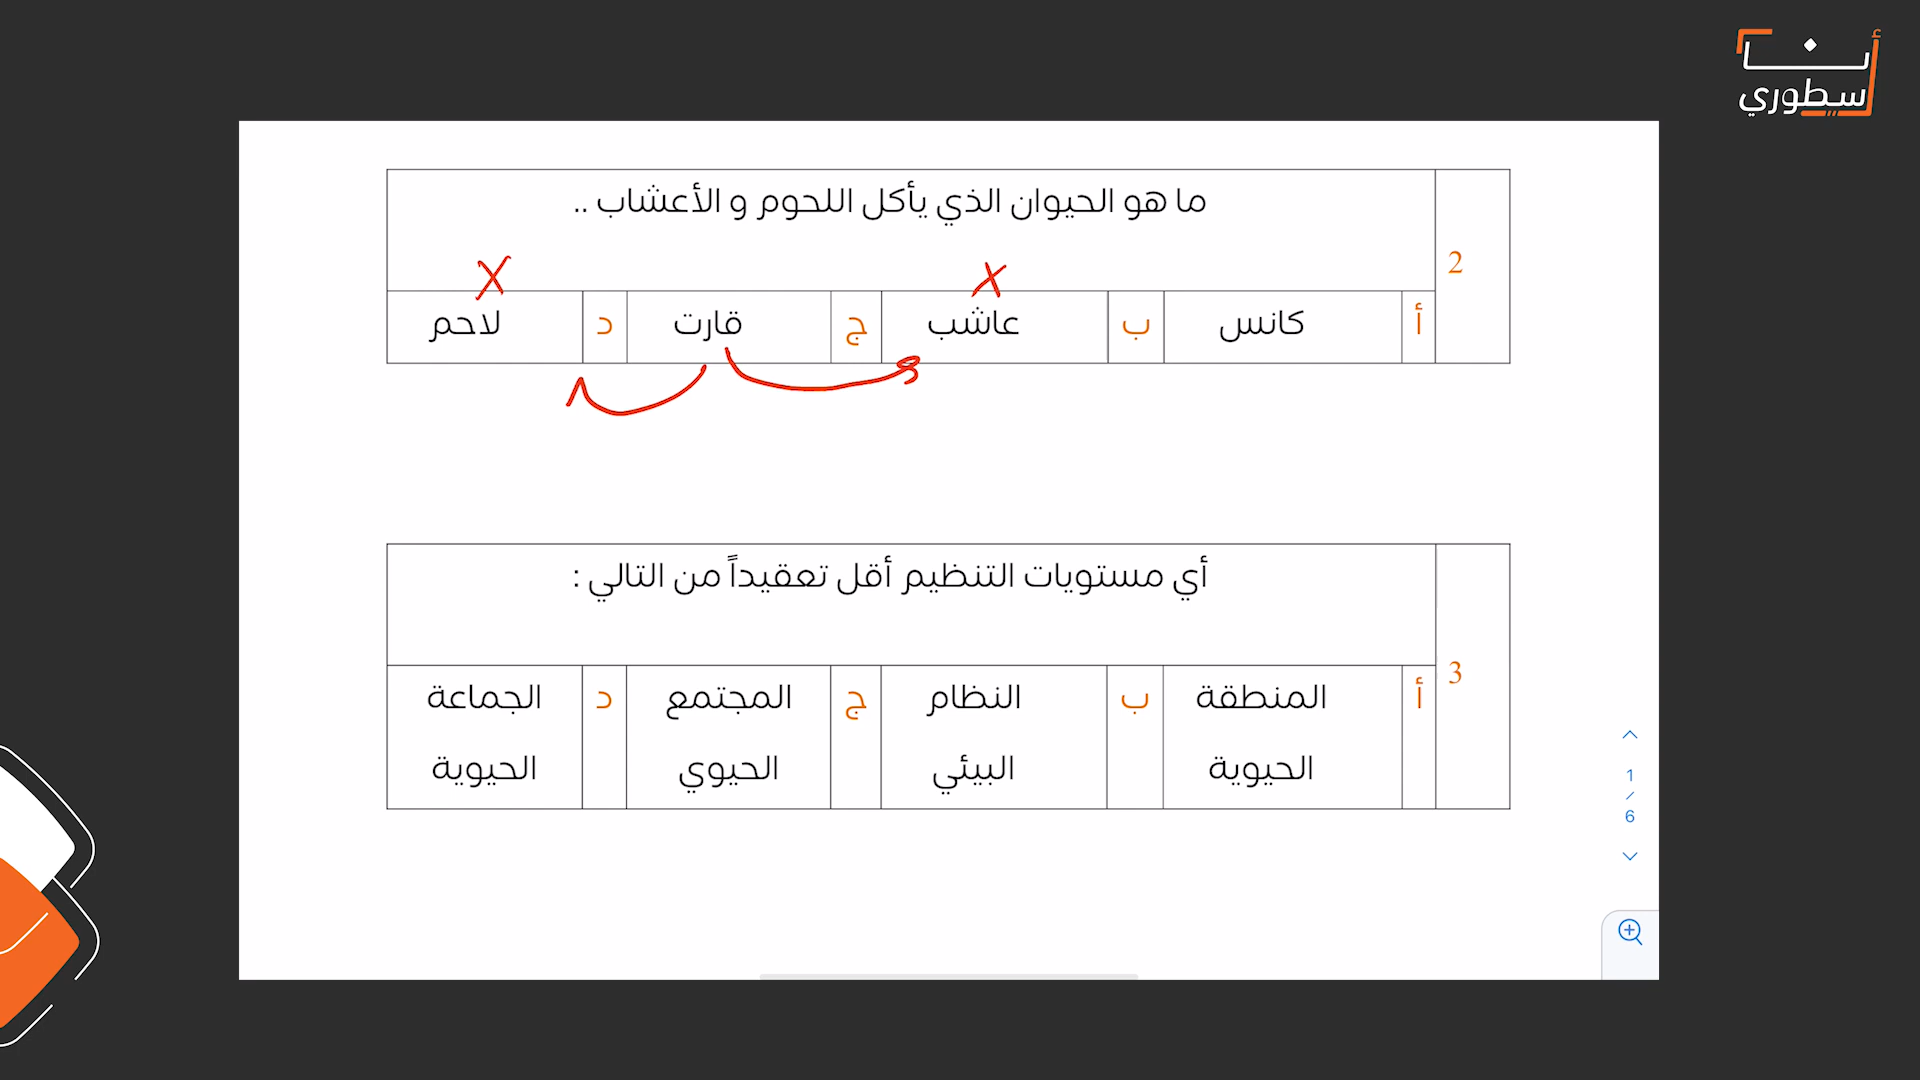 أنا
أسطوري
2
ما هو الحيوان الذي يأكل اللحوم و الأعشاب ..
أ كانس ب عاشب ج قارت د لاحم
3
أي مستويات التنظيم أقل تعقيداً من التالي :
أ المنطقة الحيوية ب النظام البيئي ج المجتمع الحيوي د الجماعة الحيوية
1
/
6